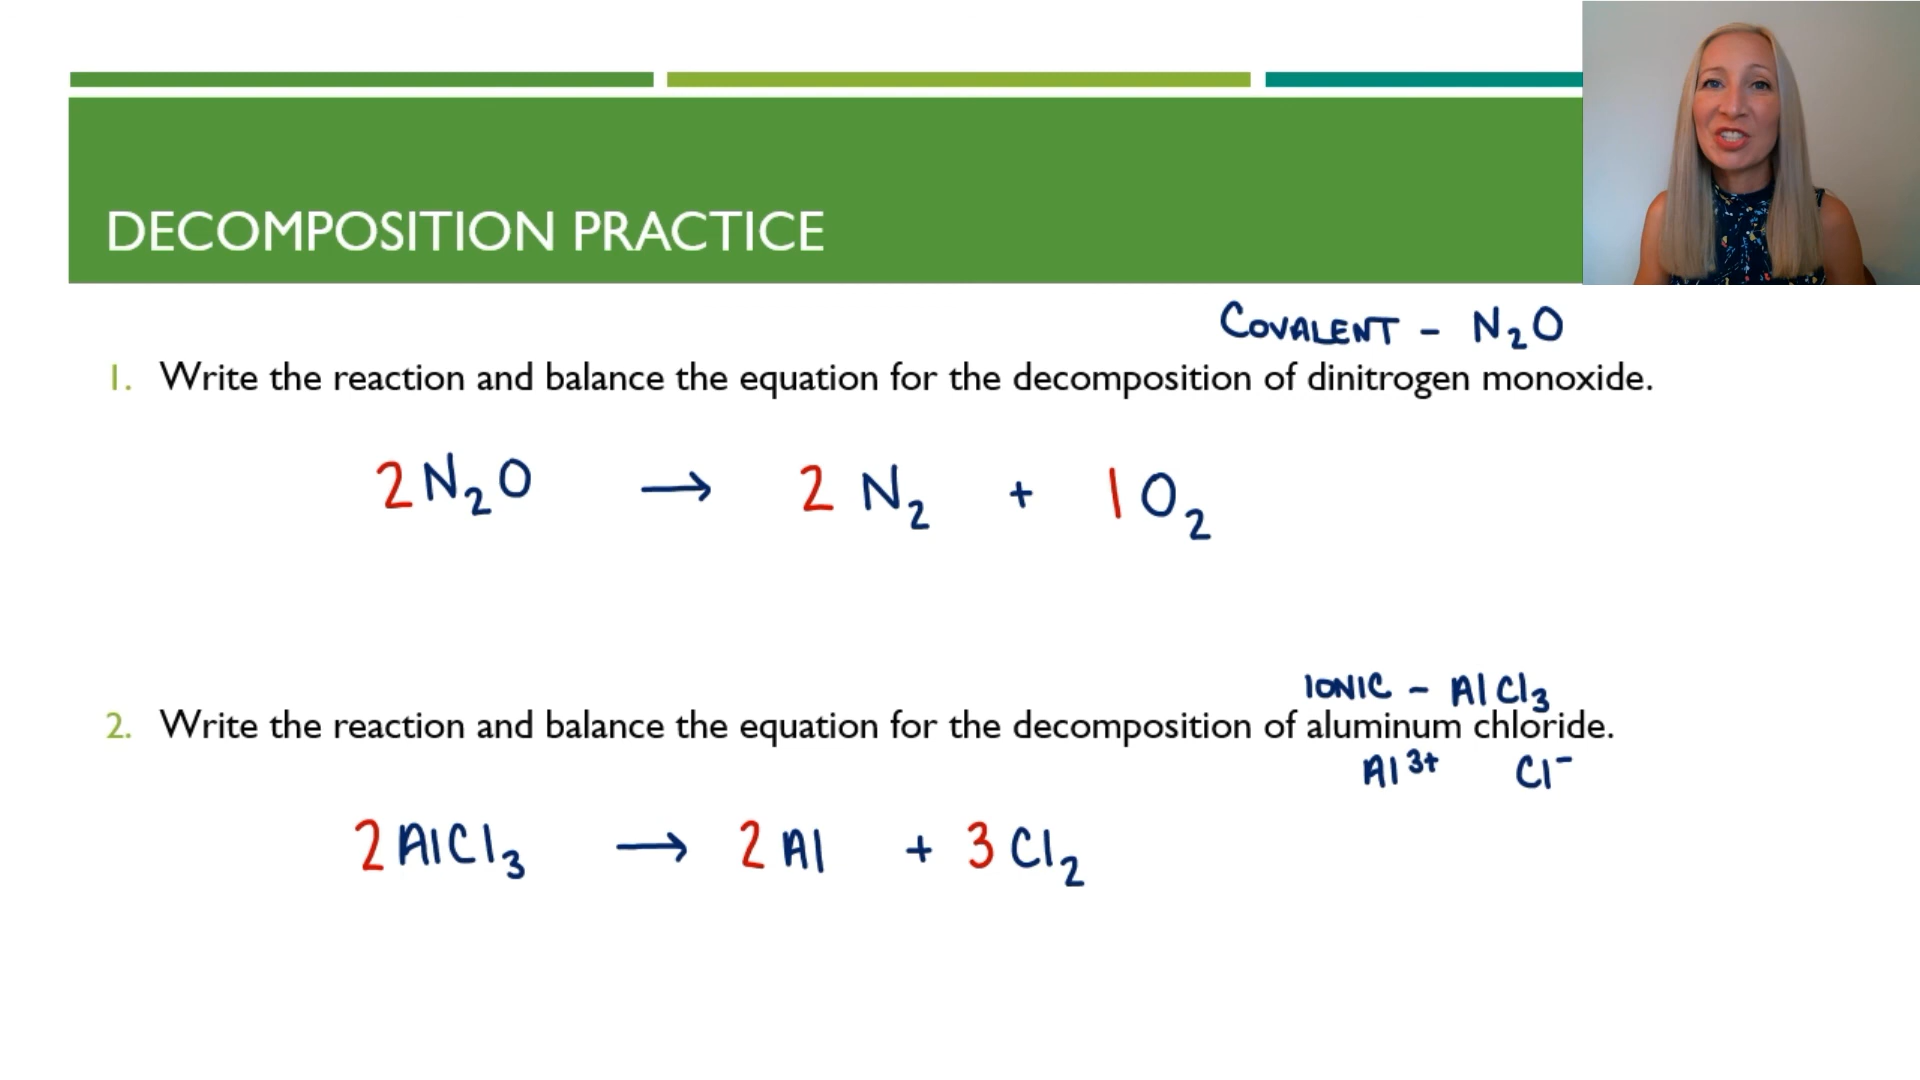 DECOMPOSITION PRACTICE
COVALENT - N₂O
1. Write the reaction and balance the equation for the decomposition of dinitrogen monoxide.
2 N₂O → 2 N₂ + 1 O₂
IONIC - AlCl₃
2. Write the reaction and balance the equation for the decomposition of aluminum chloride.
Al³⁺ Cl⁻
2 AlCl₃ → 2 Al + 3 Cl₂